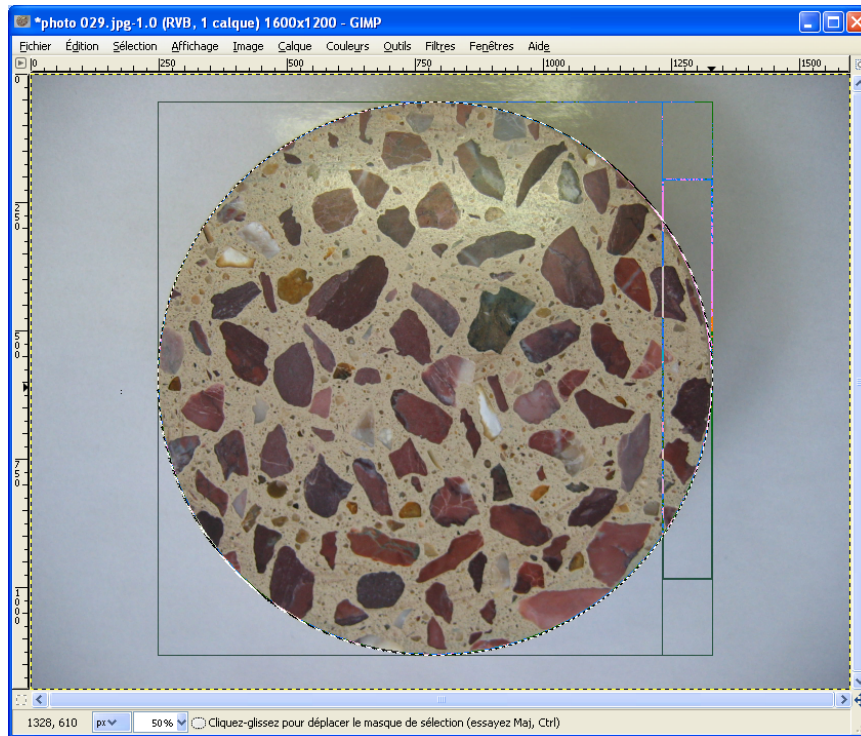 *photo 029.jpg-1.0 (RVB, 1 calque) 1600x1200 - GIMP
Fichier Édition Sélection Affichage Image Calque Couleurs Outils Filtres Fenêtres Aide
0 250 500 750 1000 1250 1500
0
250
500
750
1000
1328, 610 px 50% Cliquez-glissez pour déplacer le masque de sélection (essayez Maj, Ctrl)